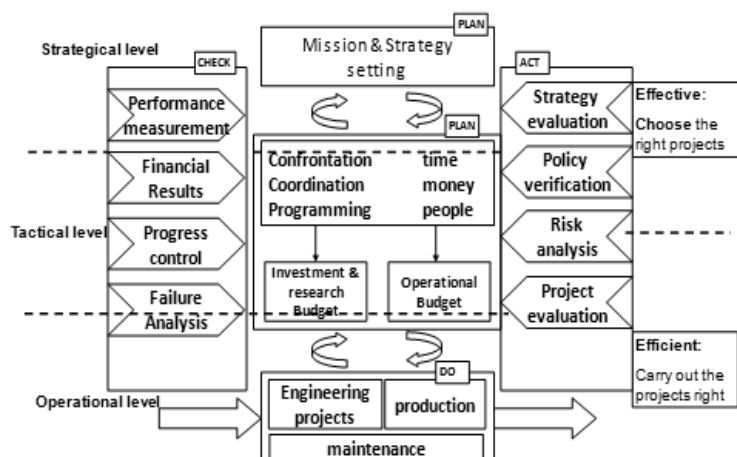 Strategical level
PLAN
Mission & Strategy
setting
CHECK
Performance
measurement
Financial
Results
Tactical level
Progress
control
Failure
Analysis
PLAN
Confrontation time
Coordination money
Programming people
Investment &
research
Budget
Operational
Budget
ACT
Strategy
evaluation
Policy
verification
Risk
analysis
Project
evaluation
Effective:
Choose the
right projects
Efficient:
Carry out the
projects right
Operational level
DO
Engineering
projects
production
maintenance